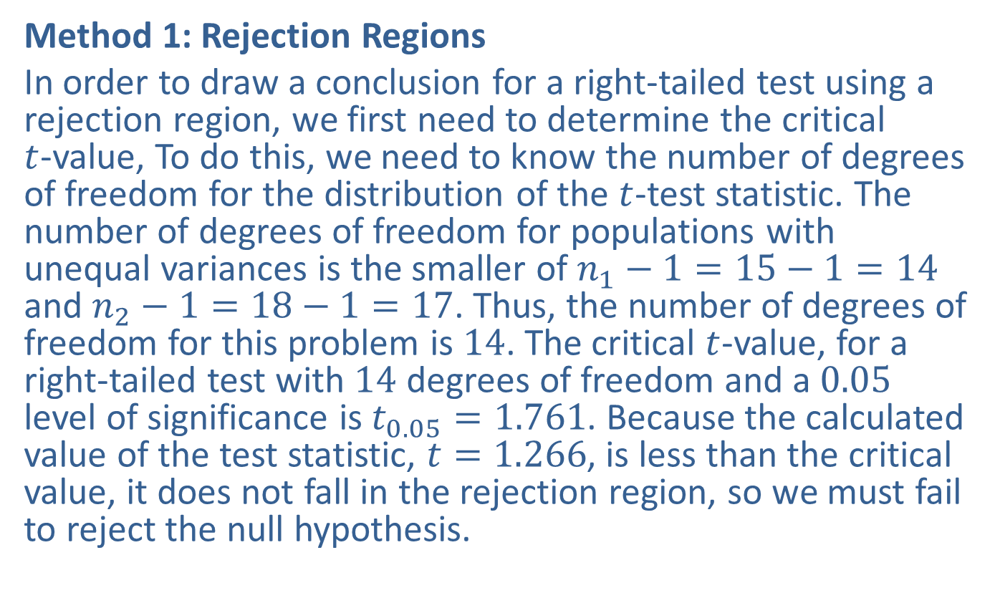 Method 1: Rejection Regions
In order to draw a conclusion for a right-tailed test using a
rejection region, we first need to determine the critical
t-value, To do this, we need to know the number of degrees
of freedom for the distribution of the t-test statistic. The
number of degrees of freedom for populations with
unequal variances is the smaller of n₁ − 1 = 15 − 1 = 14
and n₂ − 1 = 18 − 1 = 17. Thus, the number of degrees of
freedom for this problem is 14. The critical t-value, for a
right-tailed test with 14 degrees of freedom and a 0.05
level of significance is t₀.₀₅ = 1.761. Because the calculated
value of the test statistic, t = 1.266, is less than the critical
value, it does not fall in the rejection region, so we must fail
to reject the null hypothesis.